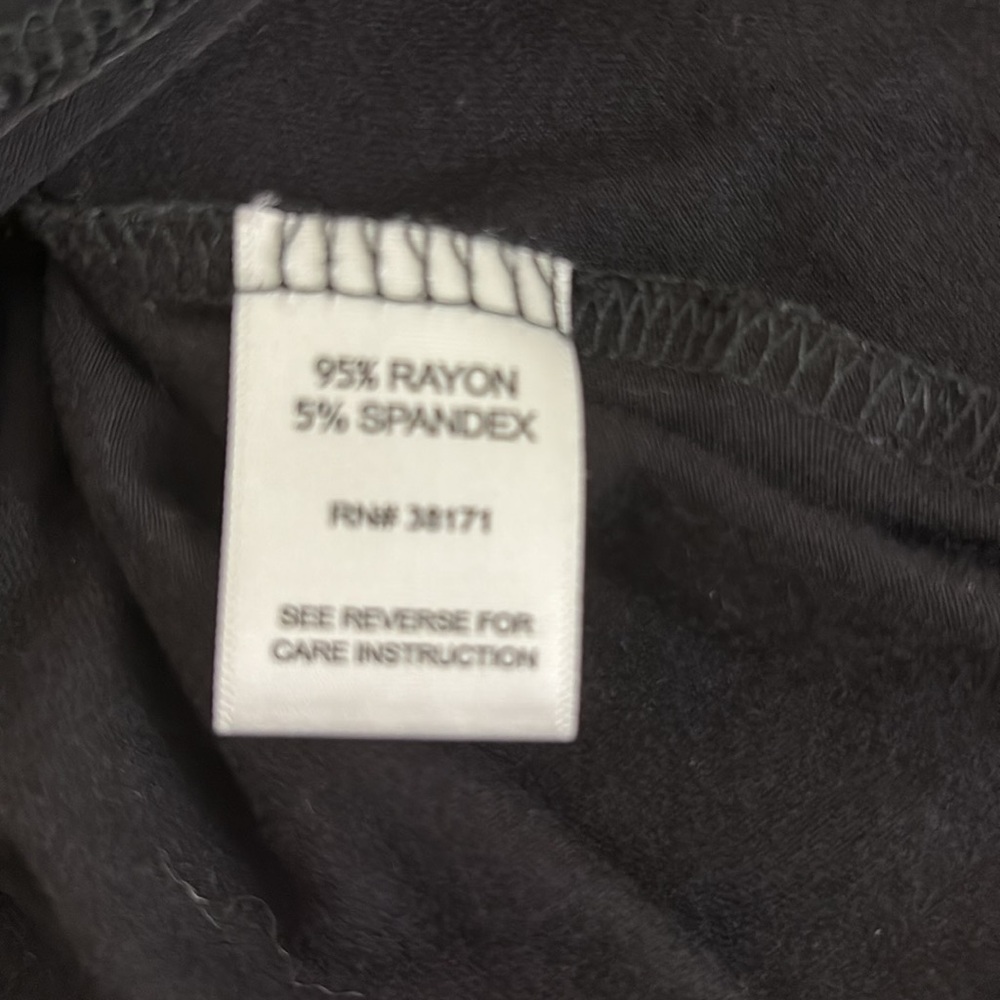 95% RAYON
5% SPANDEX
RN# 38171
SEE REVERSE FOR
CARE INSTRUCTION